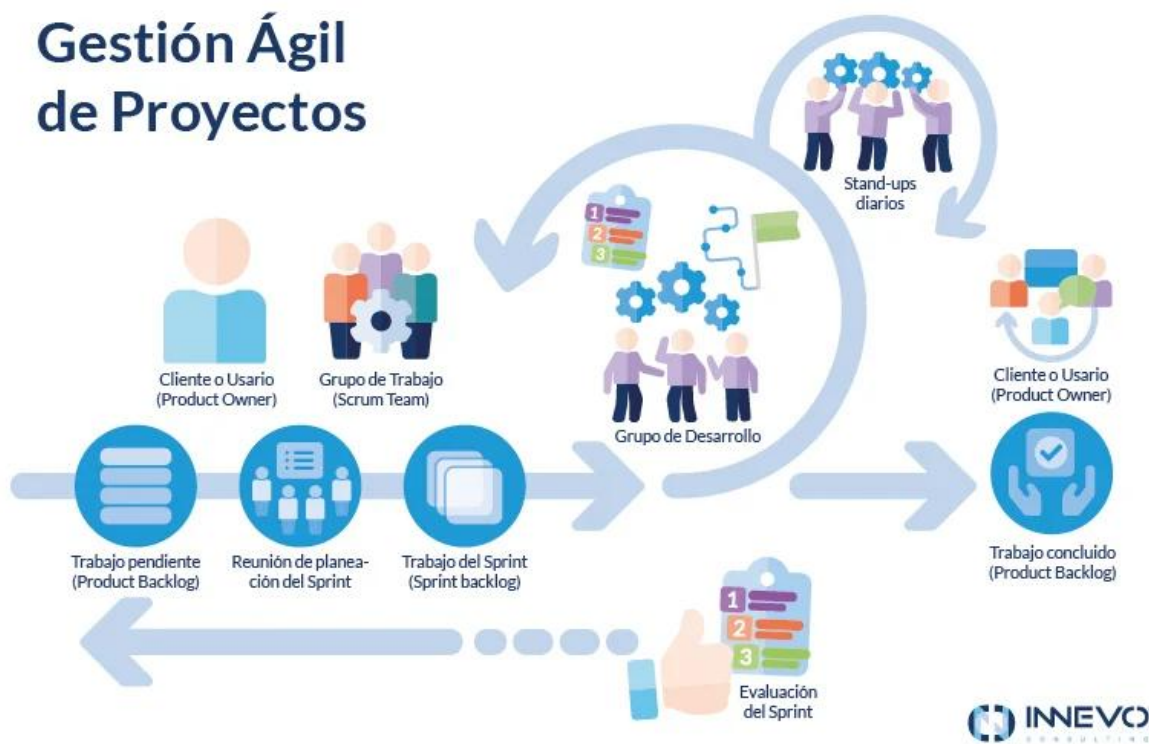 Gestión Ágil
de Proyectos
Stand-ups
diarios
1
2
3
Cliente o Usario
(Product Owner)
Grupo de Trabajo
(Scrum Team)
Grupo de Desarrollo
Cliente o Usario
(Product Owner)
Trabajo pendiente
(Product Backlog)
Reunión de planea-
ción del Sprint
Trabajo del Sprint
(Sprint backlog)
Trabajo concluido
(Product Backlog)
1
2
3
Evaluación
del Sprint
INNEVO
CONSULTING